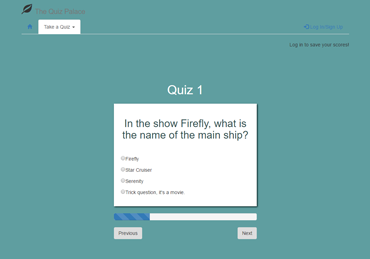 The Quiz Palace
Take a Quiz
Log In/Sign Up
Log in to save your scores!
Quiz 1
In the show Firefly, what is
the name of the main ship?
Firefly
Star Cruiser
Serenity
Trick question, it's a movie
Previous
Next